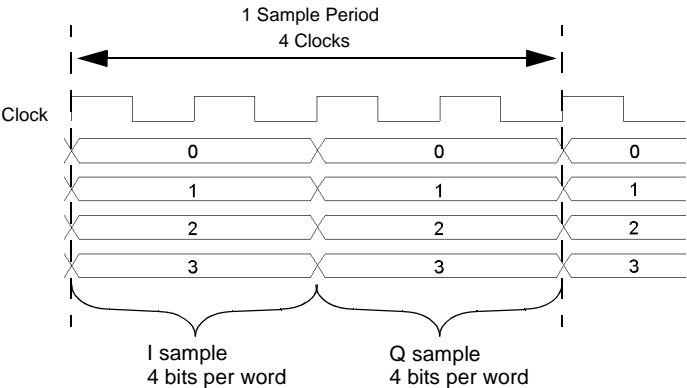 1 Sample Period
4 Clocks
Clock
0 0 0
1 1 1
2 2 2
3 3 3
I sample
4 bits per word
Q sample
4 bits per word